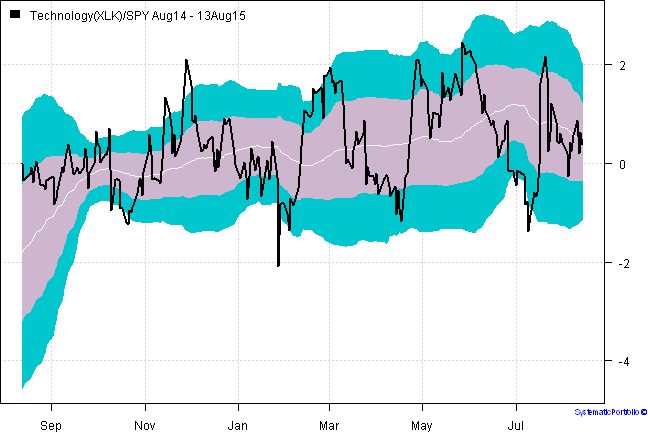 Technology(XLK)/SPY Aug14 - 13Aug15
2
0
-2
-4
Sep Nov Jan Mar May Jul
SystematicPortfolio ©